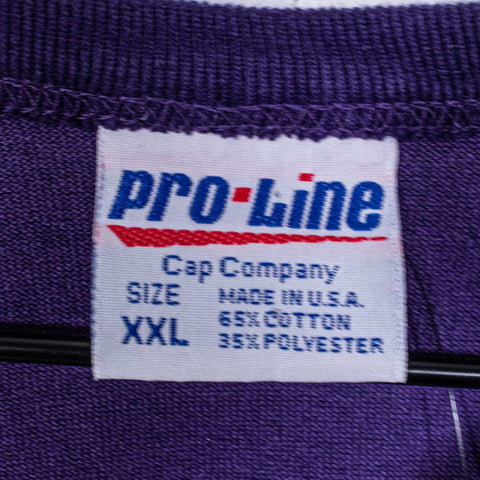 Pro-Line
Cap Company
SIZE MADE IN U.S.A.
XXL 65% COTTON
35% POLYESTER